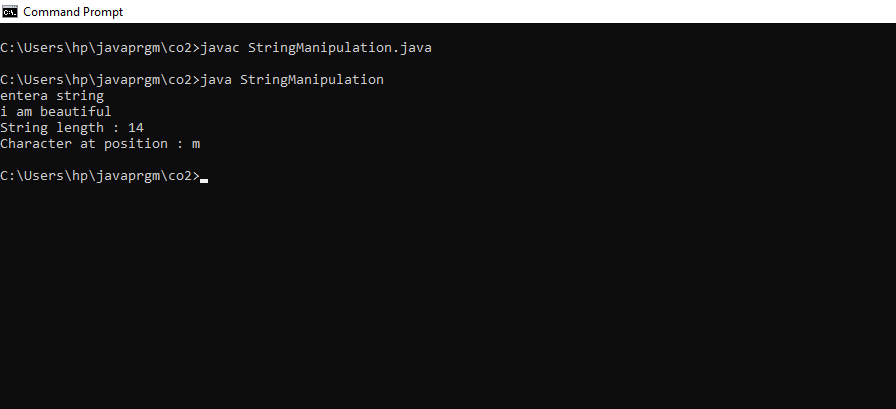 Command Prompt
C:\Users\hp\javaprgm\co2>javac StringManipulation.java
C:\Users\hp\javaprgm\co2>java StringManipulation
entera string
i am beautiful
String length : 14
Character at position : m
C:\Users\hp\javaprgm\co2>